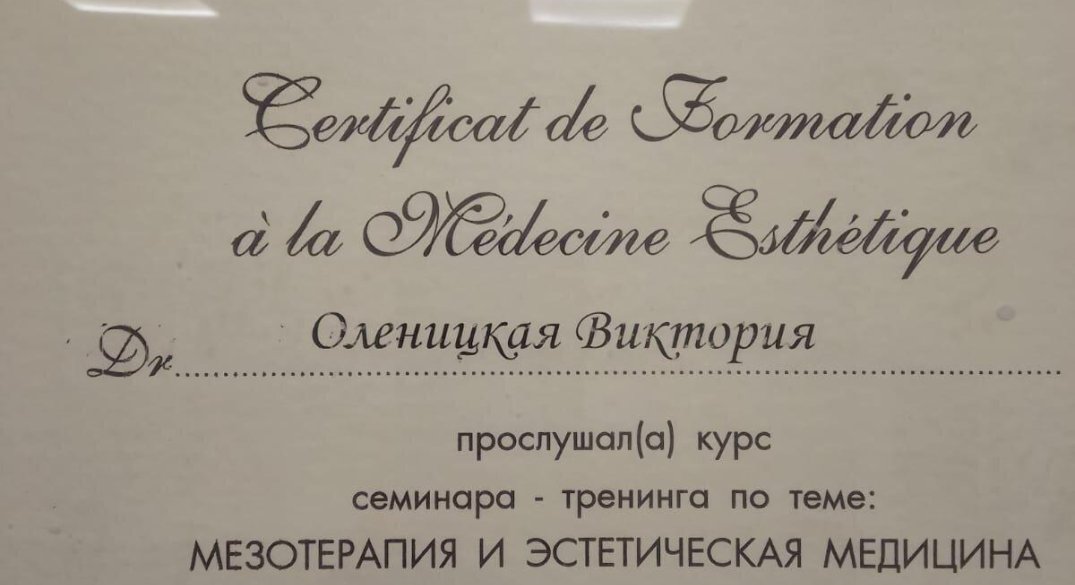 Certificat de Formation
à la Médecine Esthétique
Dr. Оленицкая Виктория
прослушал(а) курс
семинара - тренинга по теме:
МЕЗОТЕРАПИЯ И ЭСТЕТИЧЕСКАЯ МЕДИЦИНА